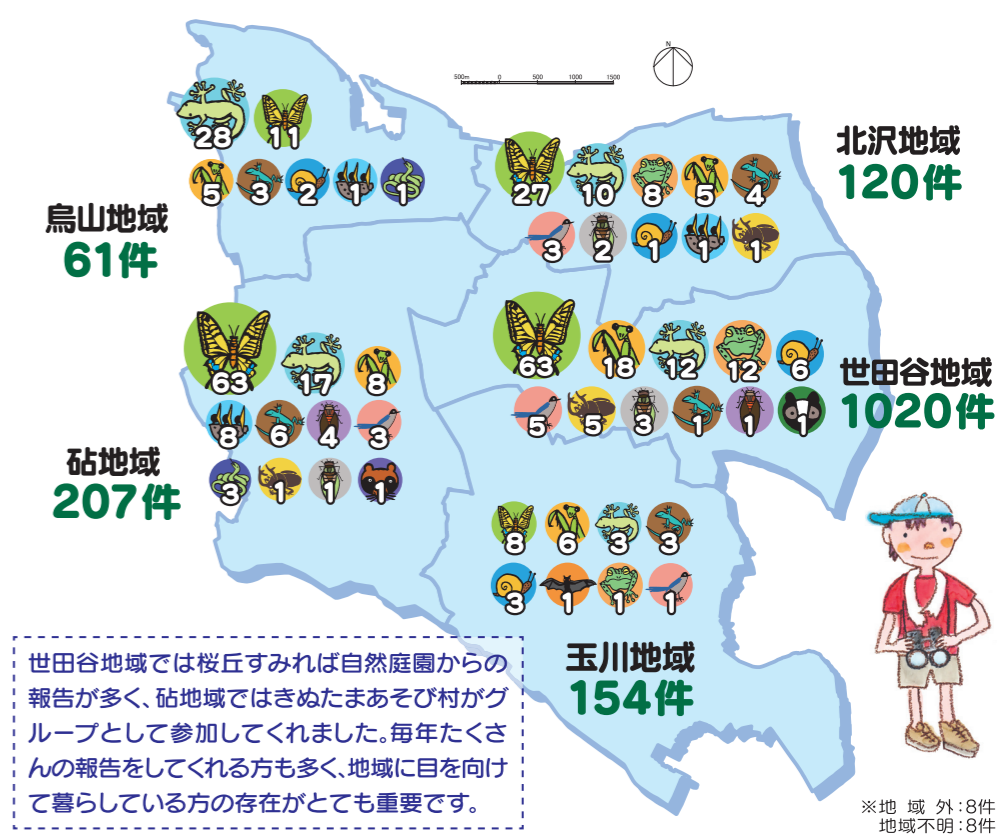 N
500m 0 500 1000 1500
28 11
5 3 2 1 1
烏山地域
61件
27 10 8 5 4
3 2 1 1 1
北沢地域
120件
63 17 8
8 6 4 3
3 1 1 1
砧地域
207件
63 18 12 12 6
5 5 3 1 1 1
世田谷地域
1020件
8 6 3 3
3 1 1 1
玉川地域
154件
世田谷地域では桜丘すみれば自然庭園からの
報告が多く、砧地域ではきぬたまあそび村がグ
ループとして参加してくれました。毎年たくさ
んの報告をしてくれる方も多く、地域に目を向け
て暮らしている方の存在がとても重要です。
※地域外:8件
地域不明:8件